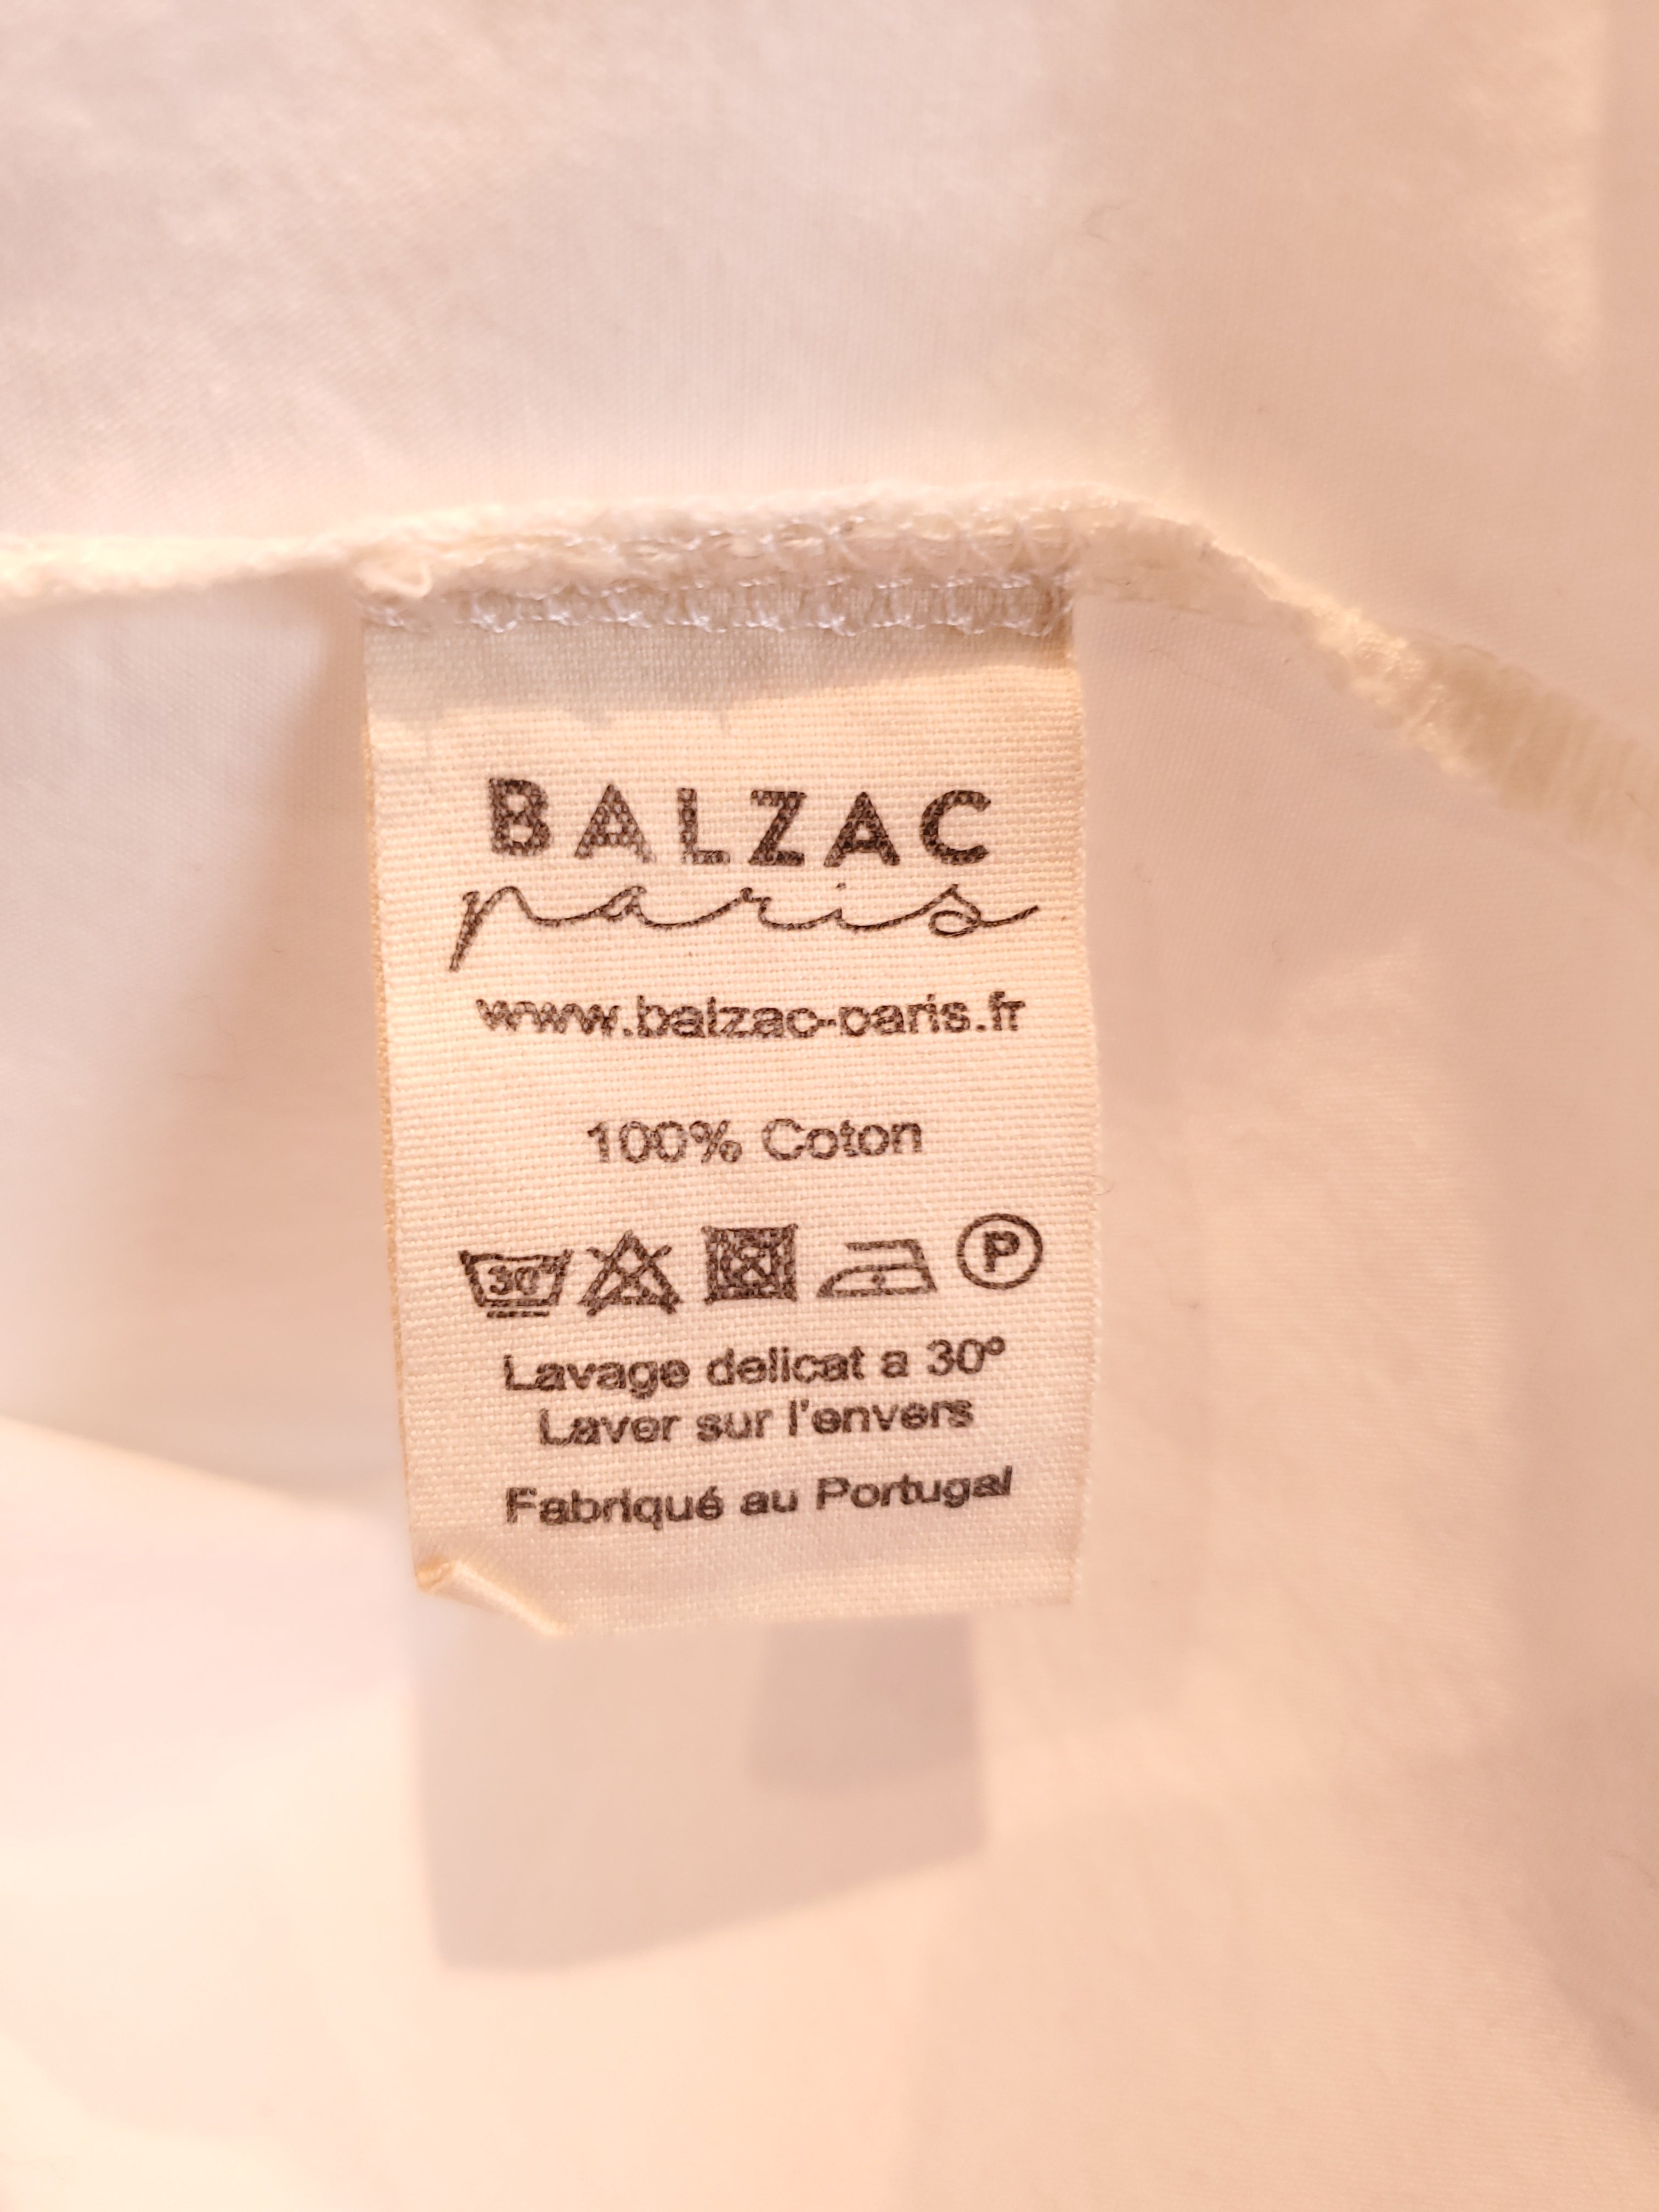 BALZAC
paris
www.balzac-paris.fr
100% Coton
30° P
Lavage delicat a 30°
Laver sur l'envers
Fabriqué au Portugal